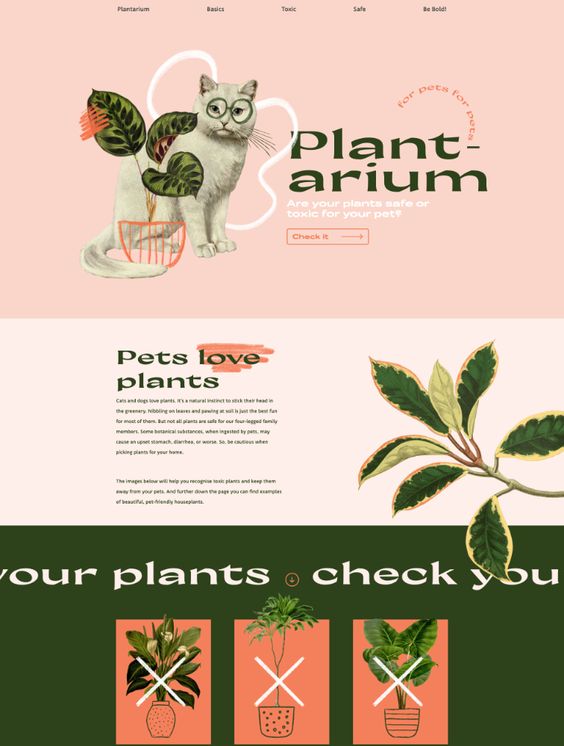 Plantarium
Basics
Toxic
Safe
Be Bold!
for pets for pets
Plant-
arium
Are your plants safe or
toxic for your pet?
Check it
Pets love
plants
Cats and dogs love plants. It's a natural instinct to stick their head in
the greenery. Nibbling on leaves and pawing at soil is just the best fun
for most of them. But not all plants are safe for our four-legged family
members. Some botanical substances, when ingested by pets, may
cause an upset stomach, diarrhea, or worse. So, be cautious when
picking plants for your home.
The images below will help you recognise toxic plants and keep them
away from your pets. And further down the page you can find examples
of beautiful, pet-friendly houseplants.
your plants check you